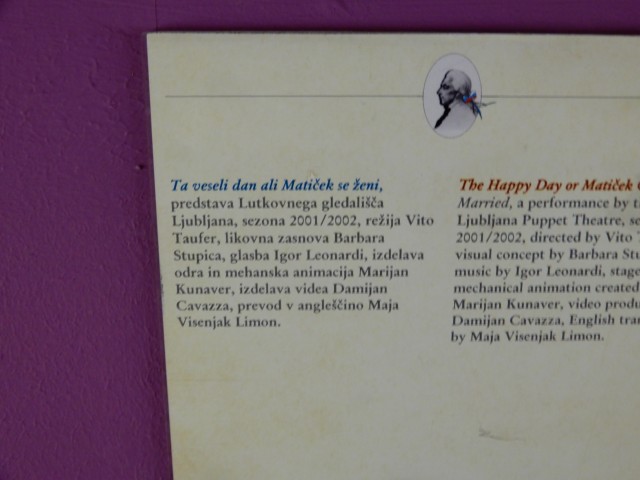 Ta veseli dan ali Matiček se ženi,
predstava Lutkovnega gledališča
Ljubljana, sezona 2001/2002, režija Vito
Taufer, likovna zasnova Barbara
Stupica, glasba Igor Leonardi, izdelava
odra in mehanska animacija Marijan
Kunaver, izdelava videa Damijan
Cavazza, prevod v angleščino Maja
Visenjak Limon.
The Happy Day or Matiček
Married, a performance by
Ljubljana Puppet Theatre,
2001/2002, directed by Vito
visual concept by Barbara
music by Igor Leonardi,
mechanical animation created
Marijan Kunaver, video
Damijan Cavazza, English
by Maja Visenjak Limon.